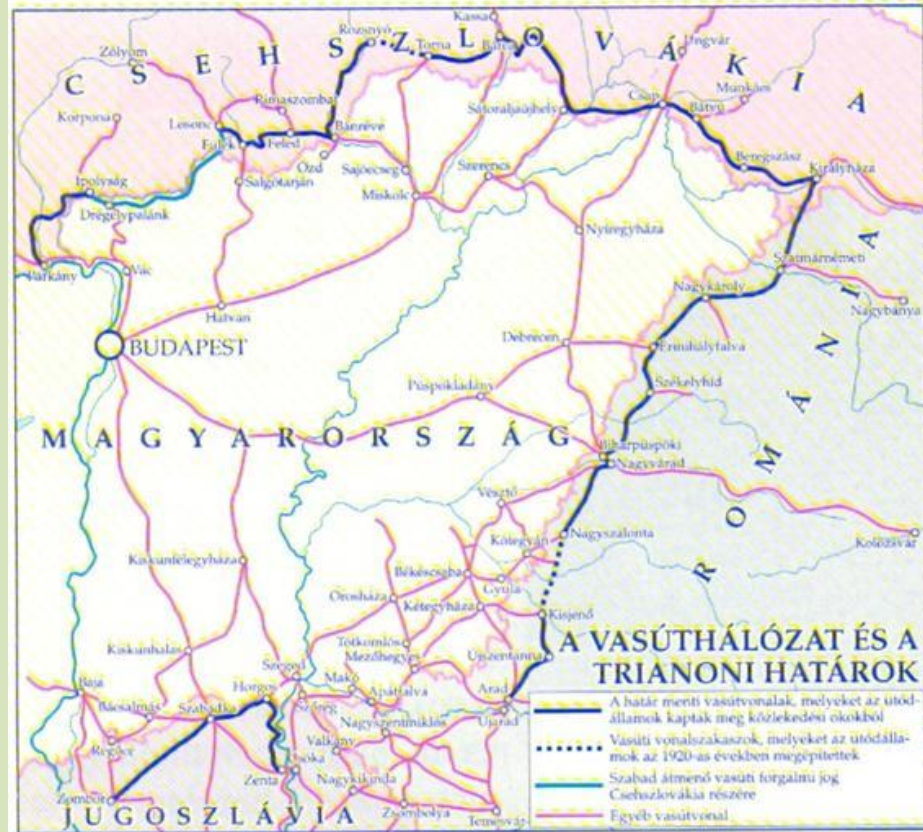 Kassa
Rozsnyó
Zólyom
Torna
Ungvár
CSEHSZLOVÁKIA
Rimaszombat
Munkács
Korpona
Losonc
Sátoraljaújhely
Csap
Bátyú
Fülek
Feled
Bánréve
Beregszász
Ózd
Sajóecseg
Szerencs
Királyháza
Ipolyság
Salgótarján
Miskolc
Drégelypalánk
Nyíregyháza
Párkány
Vác
Szatmárnémeti
Nagykároly
Nagybánya
Hatvan
BUDAPEST
Debrecen
Érmihályfalva
Püspökladány
Székelyhíd
MAGYARORSZÁG
Biharpüspöki
Nagyvárad
ROMÁNIA
Vésztő
Nagyszalonta
Kolozsvár
Kötegyán
Kiskunfélegyháza
Békéscsaba
Gyula
Orosháza
Kétegyháza
Kisjenő
Kiskunhalas
Tótkomlós
Mezőhegyes
Újszentanna
A VASÚTHÁLÓZAT ÉS A
TRIANONI HATÁROK
Szeged
Makó
Baja
Horgos
Apátfalva
Arad
Bácsalmás
Szabadka
Szőreg
Nagyszentmiklós
Újarad
Regőce
Valkány
Csóka
Zenta
Nagykikinda
Zombor
Zsombolya
Temesvár
JUGOSZLÁVIA
A határ menti vasútvonalak, melyeket az utód-
államok kaptak meg közlekedési okokból
Vasúti vonalszakaszok, melyeket az utódálla-
mok az 1920-as években megépítettek
Szabad átmenő vasúti forgalmi jog
Csehszlovákia részére
Egyéb vasútvonal